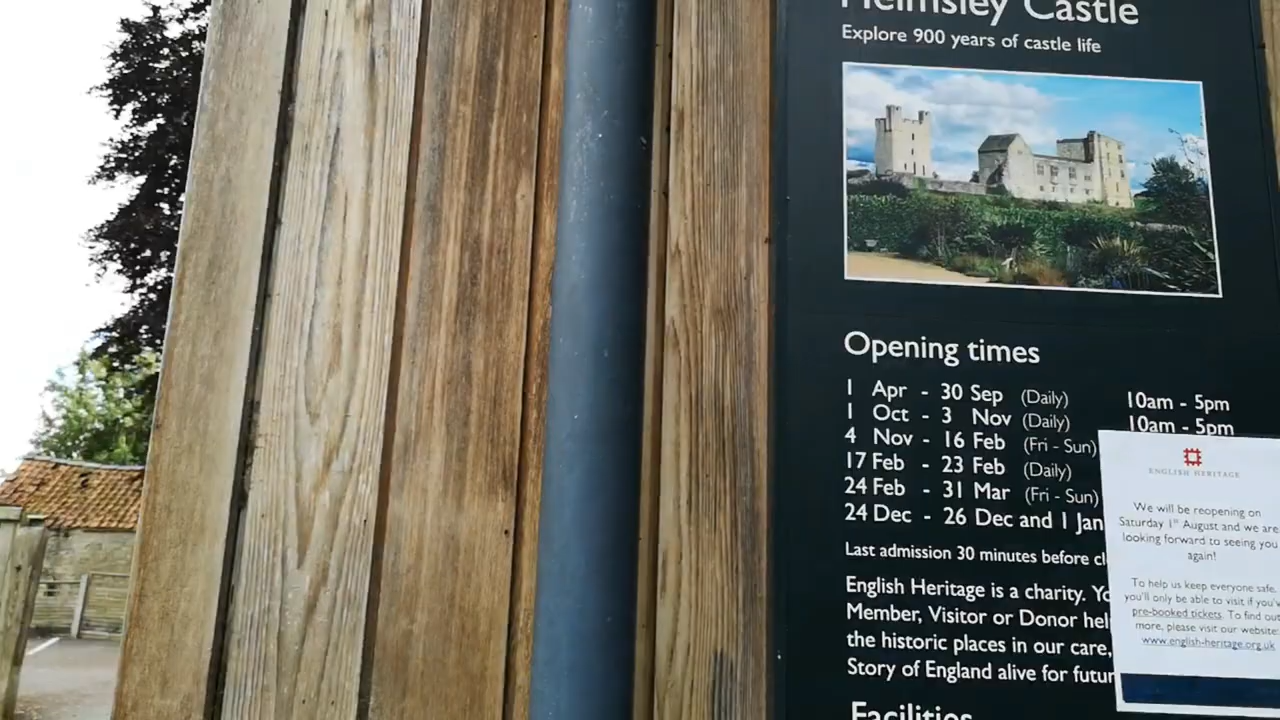 Helmsley Castle
Explore 900 years of castle life
Opening times
1 Apr - 30 Sep (Daily) 10am - 5pm
1 Oct - 3 Nov (Daily) 10am - 5pm
4 Nov - 16 Feb (Fri - Sun)
17 Feb - 23 Feb (Daily)
24 Feb - 31 Mar (Fri - Sun)
24 Dec - 26 Dec and 1 Jan
Last admission 30 minutes before
English Heritage is a charity.
Member, Visitor or Donor
the historic places in our care,
Story of England alive for
Facilities
ENGLISH HERITAGE
We will be reopening on
Saturday 1st August and we are
looking forward to seeing you
again!
To help us keep everyone safe,
you'll only be able to visit if
pre-booked tickets. To find out
more, please visit our website
www.english-heritage.org.uk